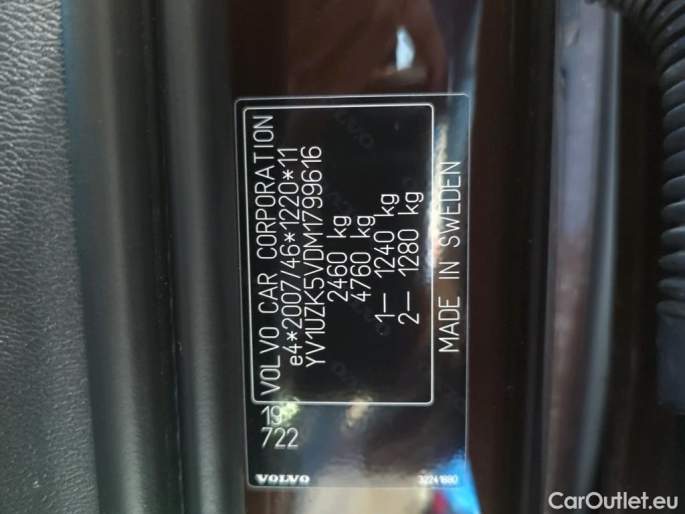 VOLVO CAR CORPORATION
e4*2007/46*1220*11
YV1UZK5VDM1799616
2460 kg
4760 kg
1– 1240 kg
2– 1280 kg
MADE IN SWEDEN
19
722
VOLVO
32241880
CarOutlet.eu